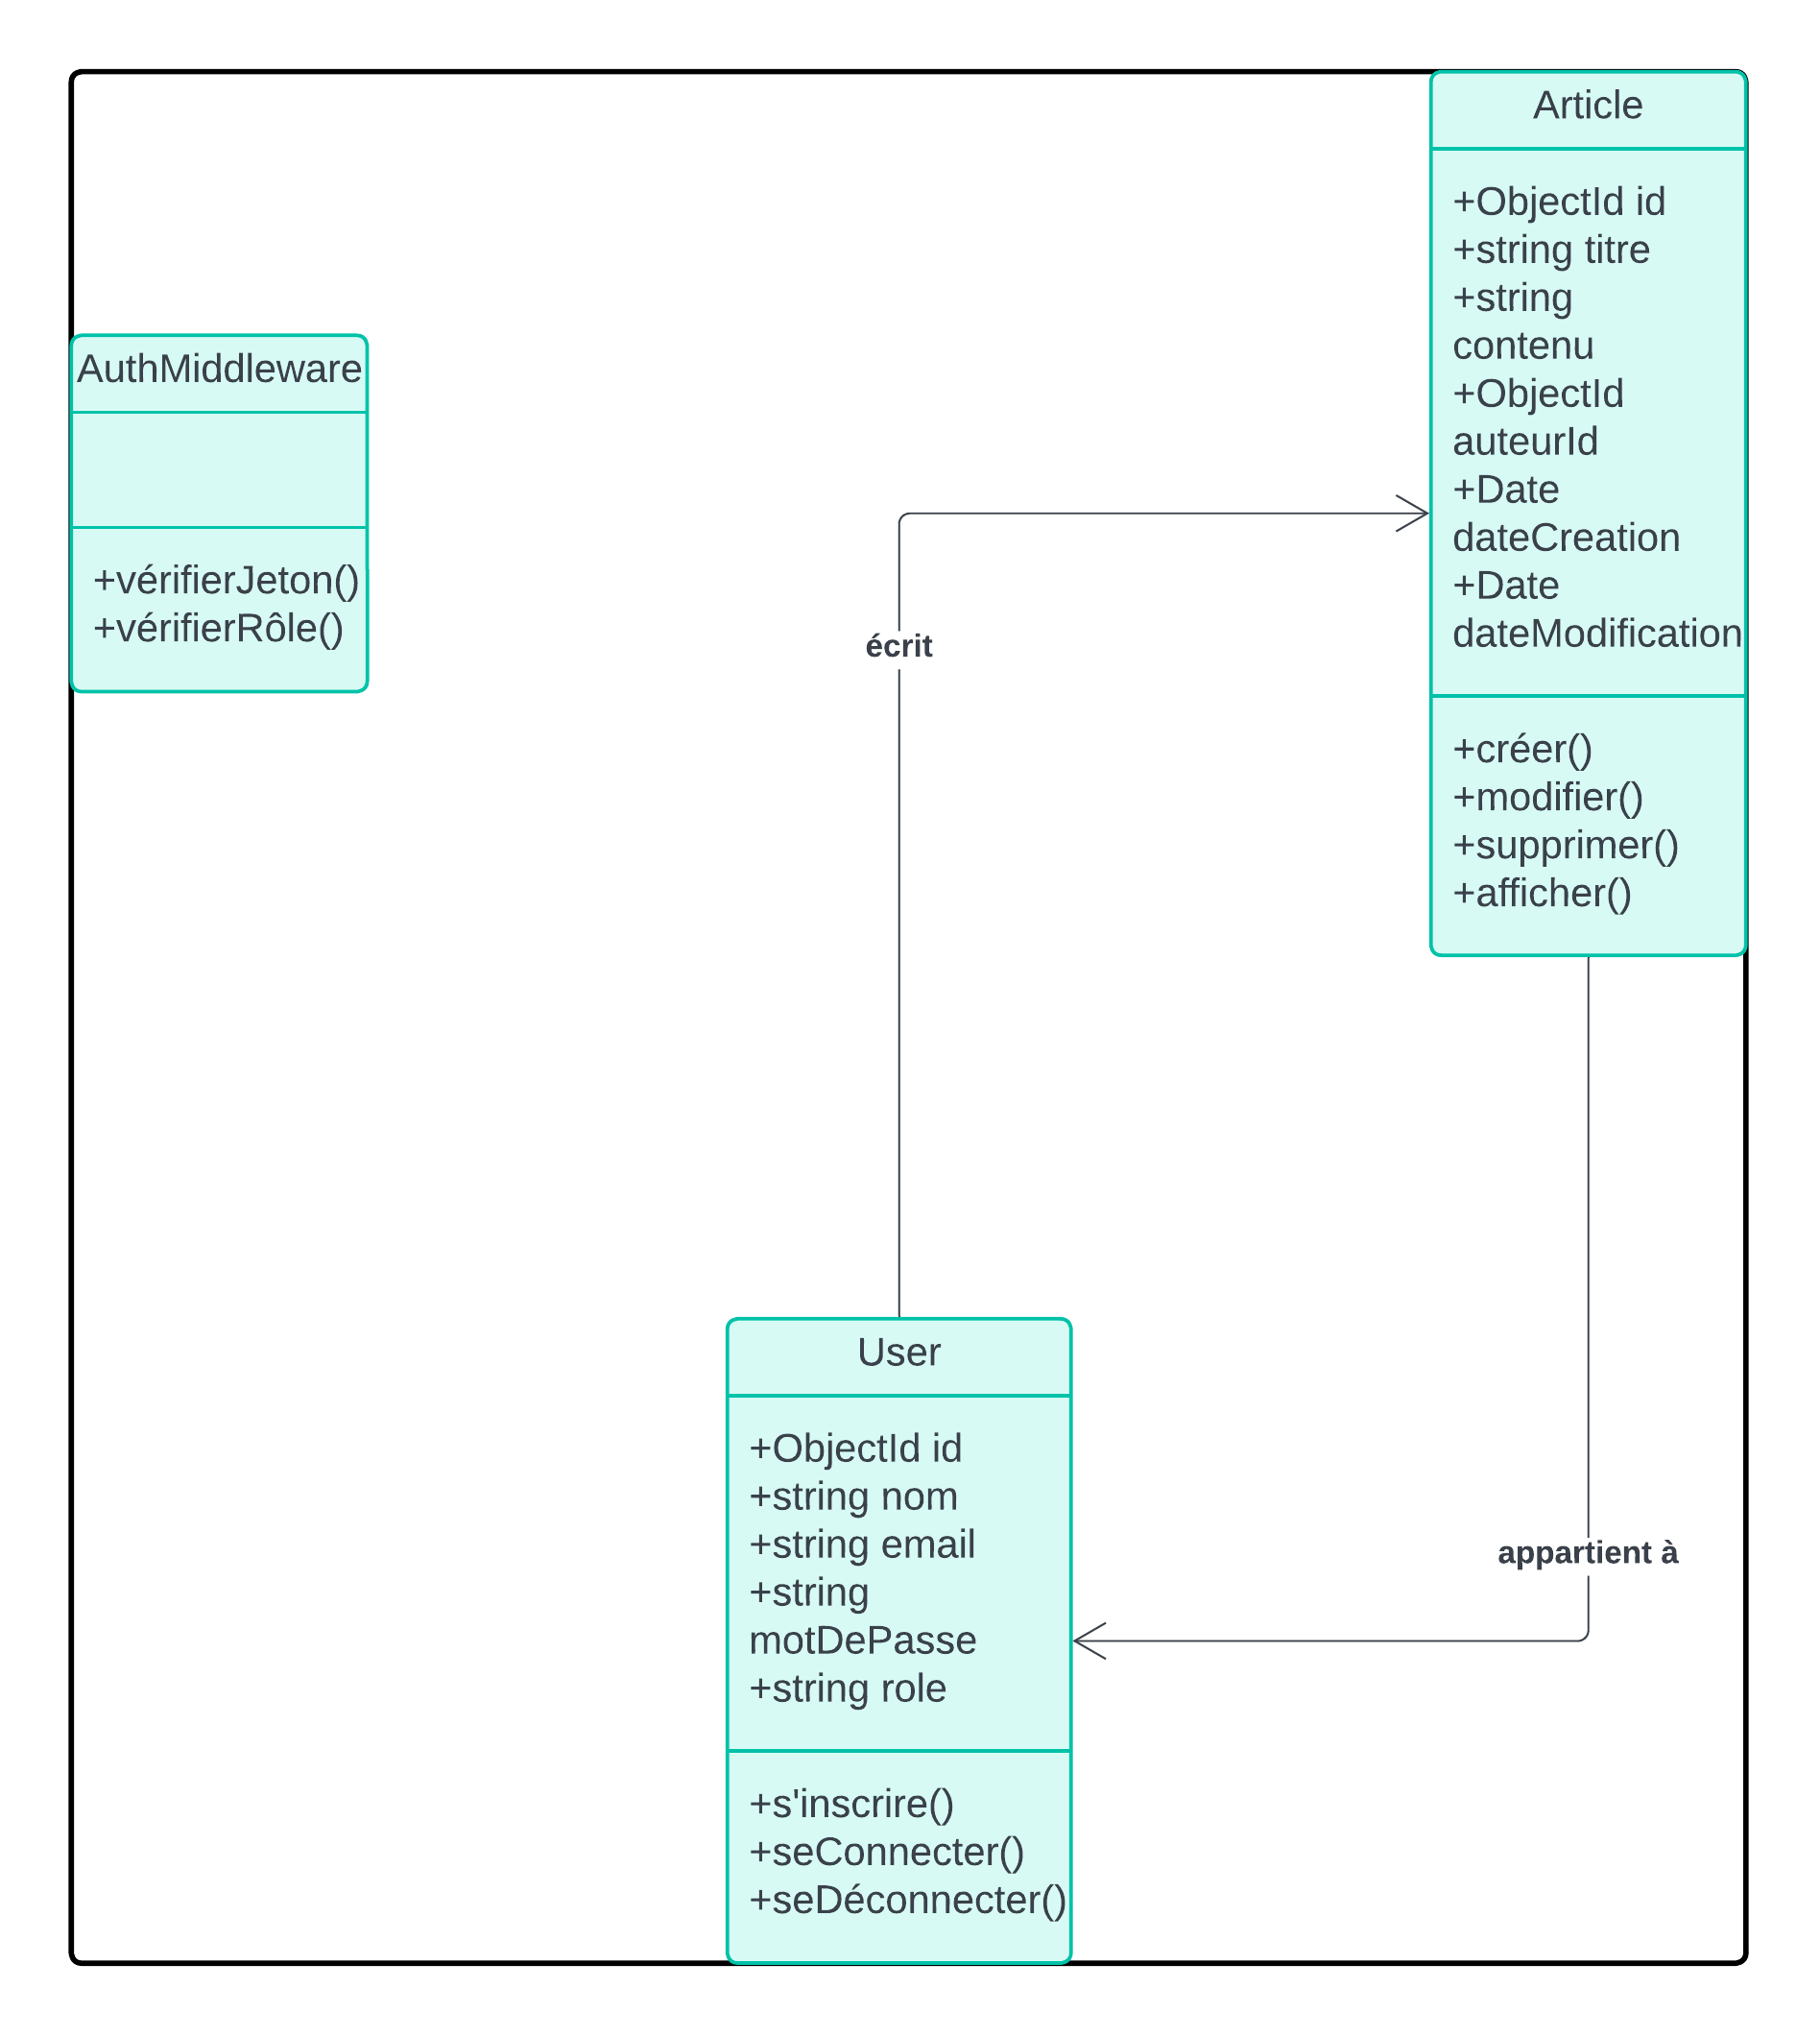 Article
+ObjectId id
+string titre
+string
contenu
+ObjectId
auteurId
+Date
dateCreation
+Date
dateModification
+créer()
+modifier()
+supprimer()
+afficher()
AuthMiddleware
+vérifierJeton()
+vérifierRôle()
écrit
appartient à
User
+ObjectId id
+string nom
+string email
+string
motDePasse
+string role
+s'inscrire()
+seConnecter()
+seDéconnecter()